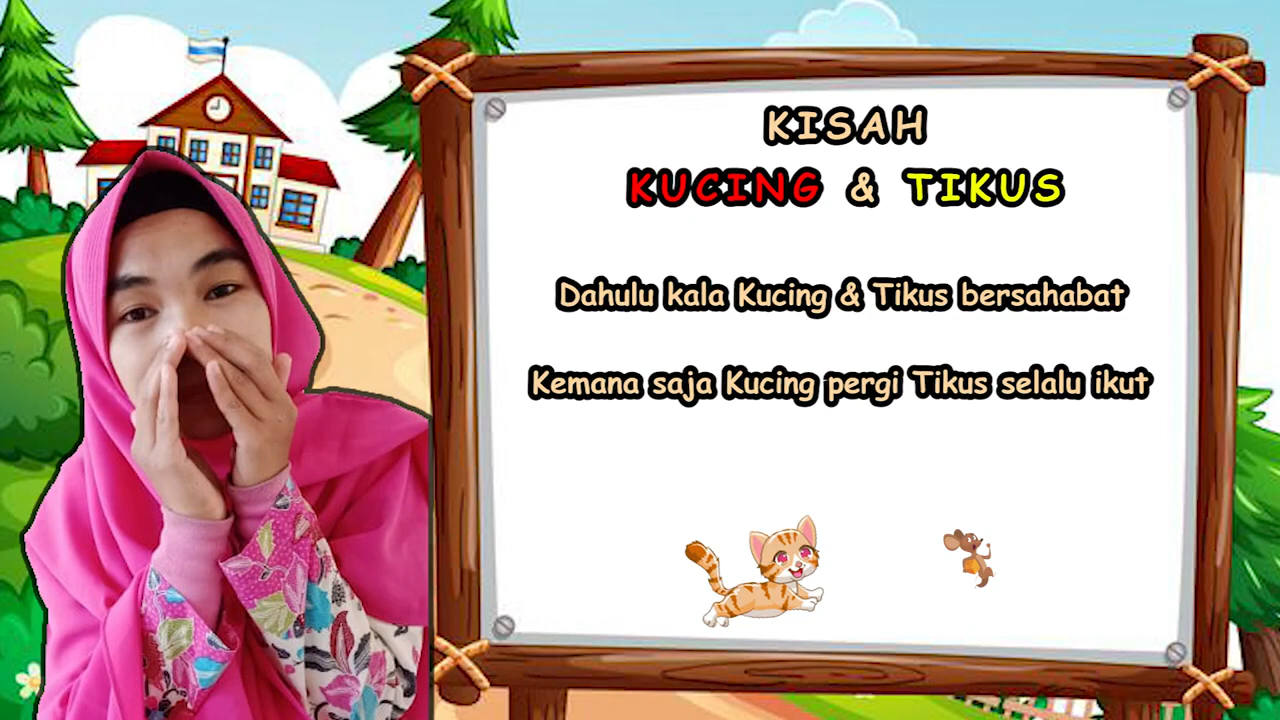 KISAH
KUCING & TIKUS
Dahulu kala Kucing & Tikus bersahabat
Kemana saja Kucing pergi Tikus selalu ikut